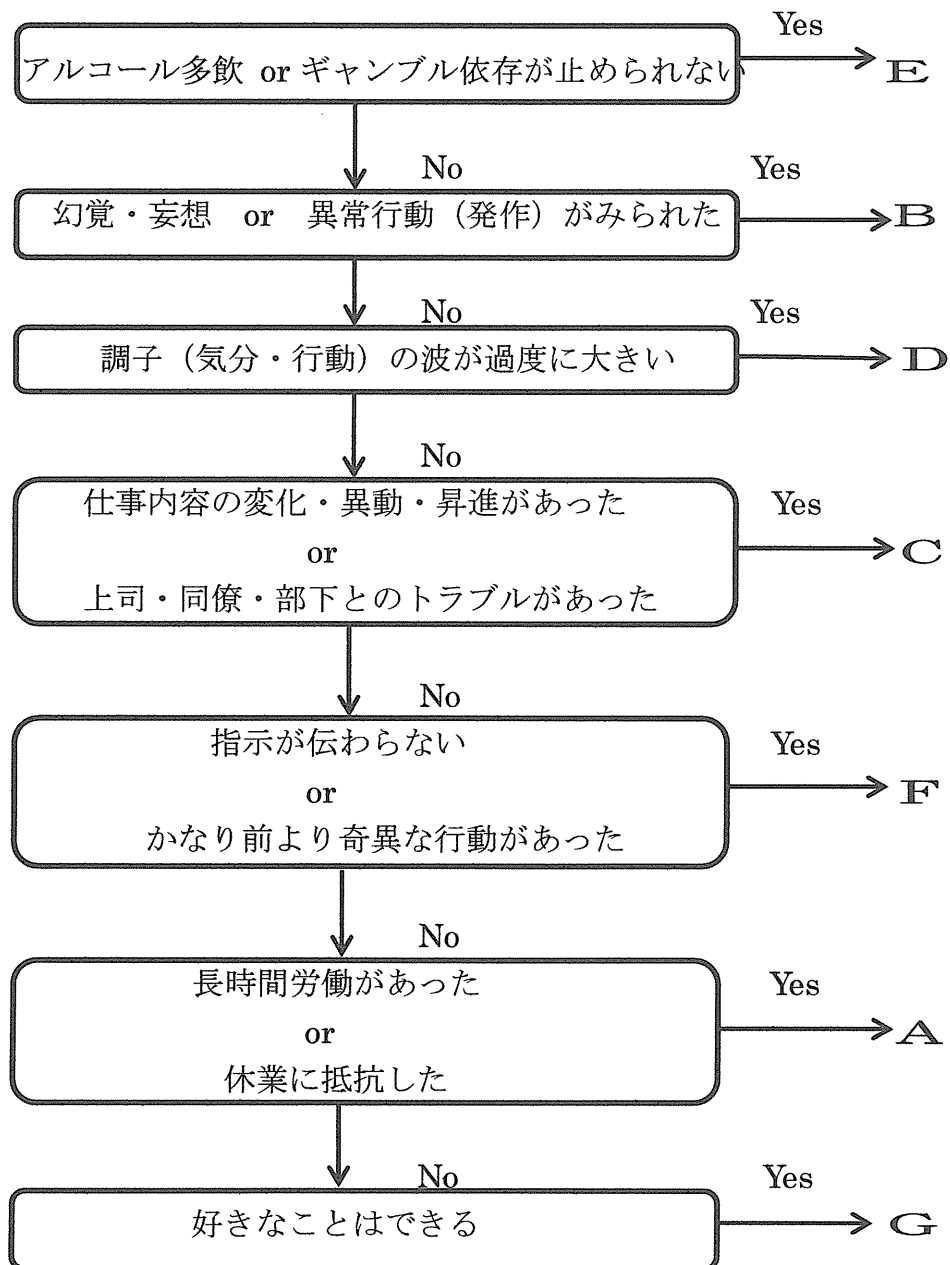 Yes
アルコール多飲 or ギャンブル依存が止められない
E
No
Yes
幻覚・妄想 or 異常行動（発作）がみられた
B
No
Yes
調子（気分・行動）の波が過度に大きい
D
No
仕事内容の変化・異動・昇進があった
Yes
or
C
上司・同僚・部下とのトラブルがあった
No
指示が伝わらない
Yes
or
F
かなり前より奇異な行動があった
No
長時間労働があった
Yes
or
A
休業に抵抗した
No
Yes
好きなことはできる
G